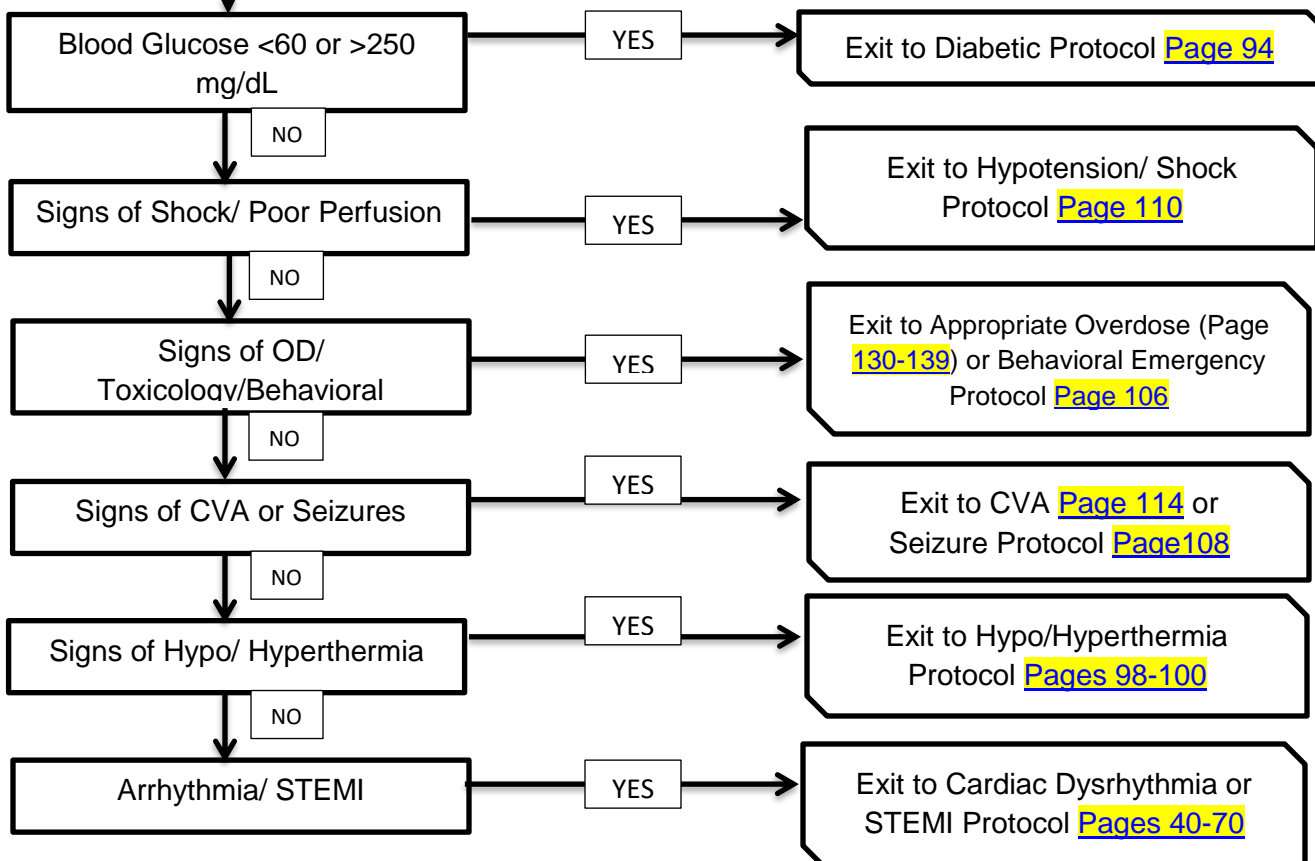 Blood Glucose <60 or >250
mg/dL
YES
Exit to Diabetic Protocol Page 94
NO
Signs of Shock/ Poor Perfusion
YES
Exit to Hypotension/ Shock
Protocol Page 110
NO
Signs of OD/
Toxicology/Behavioral
YES
Exit to Appropriate Overdose (Page
130-139) or Behavioral Emergency
Protocol Page 106
NO
Signs of CVA or Seizures
YES
Exit to CVA Page 114 or
Seizure Protocol Page108
NO
Signs of Hypo/ Hyperthermia
YES
Exit to Hypo/Hyperthermia
Protocol Pages 98-100
NO
Arrhythmia/ STEMI
YES
Exit to Cardiac Dysrhythmia or
STEMI Protocol Pages 40-70